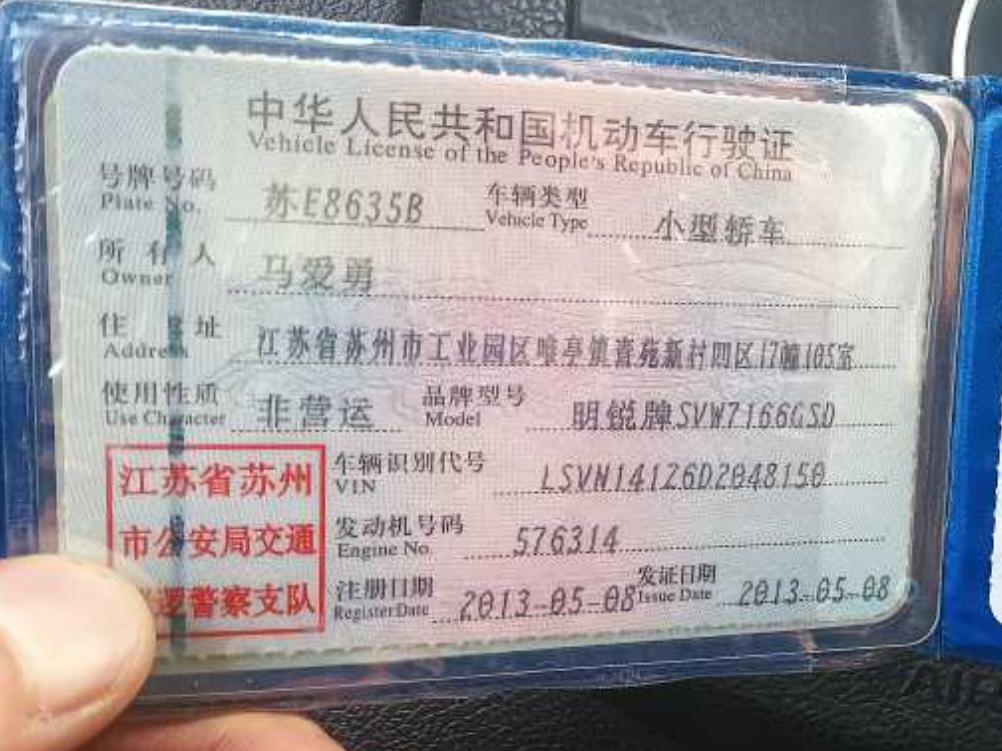 中华人民共和国机动车行驶证
Vehicle License of the People's Republic of China
号牌号码 苏E8635B 车辆类型 小型轿车
Plate No. Vehicle Type
所有人 马爱勇
Owner
住址 江苏省苏州市工业园区唯亭镇青苑新村四区17幢105室
Address
使用性质 非营运 品牌型号 明锐牌SVW7166GSD
Use Character Model
江苏省苏州
市公安局交通
警察支队
车辆识别代号 LSVN14126D2048150
VIN
发动机号码 576314
Engine No.
注册日期 2013-05-08 发证日期 2013-05-08
Register Date Issue Date